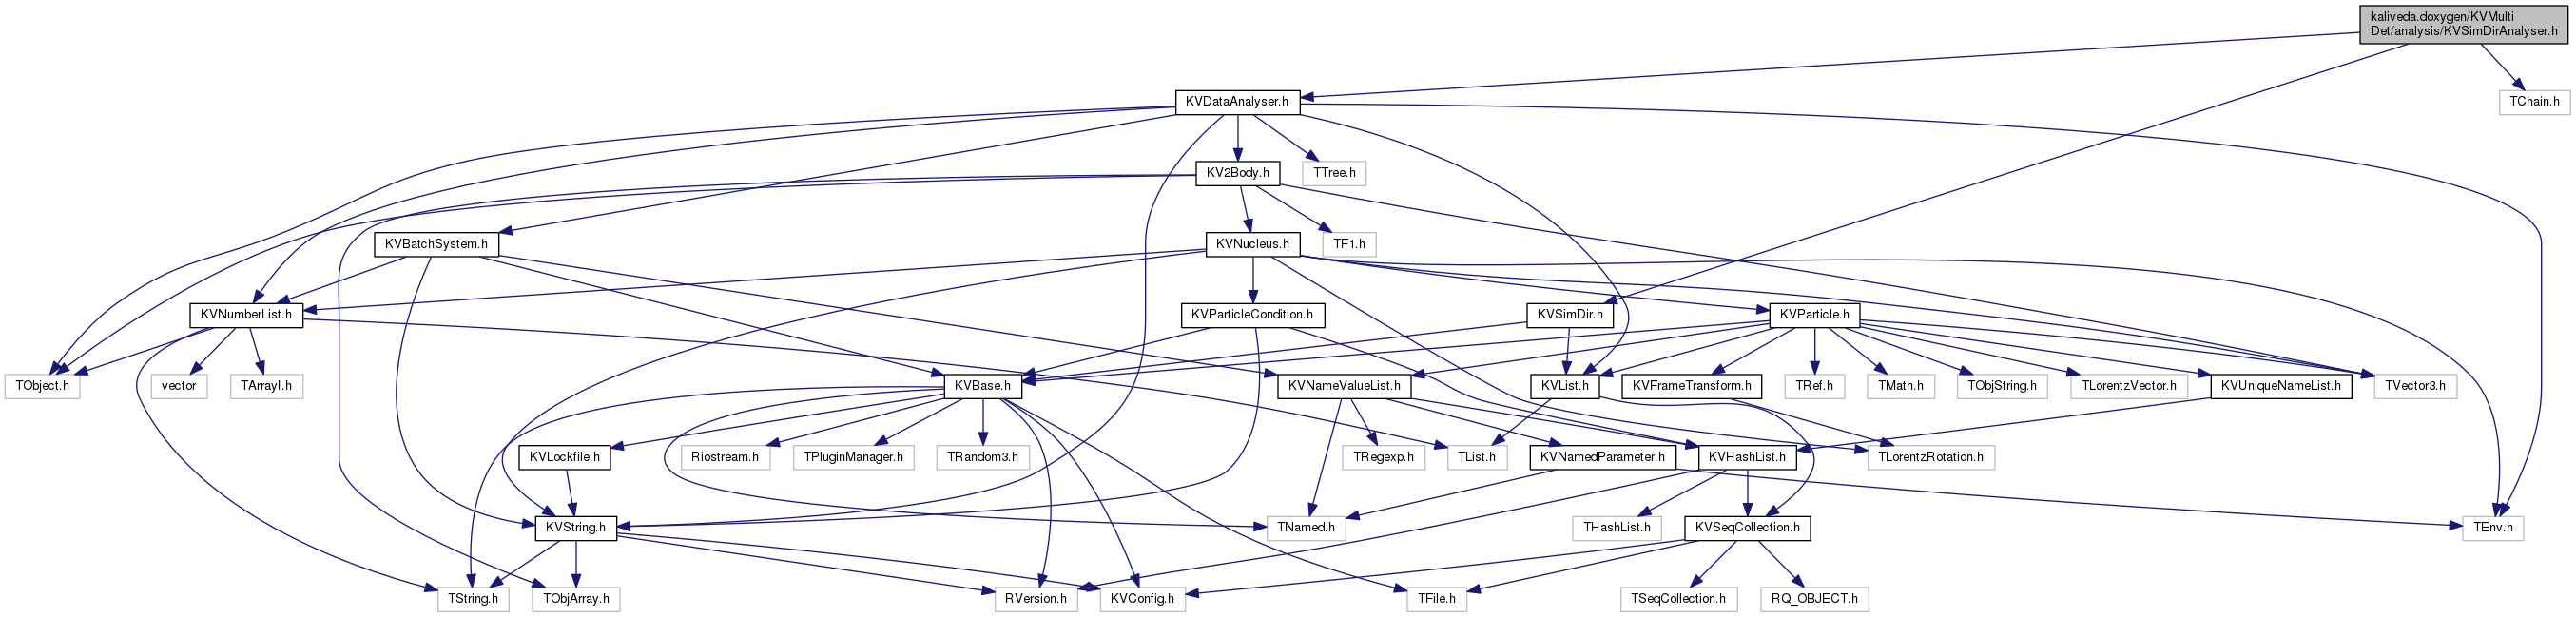 kaliveda.doxygen/KVMulti
Det/analysis/KVSimDirAnalyser.h
KVDataAnalyser.h
TChain.h
KV2Body.h
TTree.h
KVBatchSystem.h
KVNucleus.h
TF1.h
KVNumberList.h
KVParticleCondition.h
KVSimDir.h
KVParticle.h
TObject.h
vector
TArrayI.h
KVBase.h
KVNameValueList.h
KVList.h
KVFrameTransform.h
TRef.h
TMath.h
TObjString.h
TLorentzVector.h
KVUniqueNameList.h
TVector3.h
KVLockfile.h
Riostream.h
TPluginManager.h
TRandom3.h
TRegexp.h
TList.h
KVNamedParameter.h
KVHashList.h
TLorentzRotation.h
KVString.h
TNamed.h
THashList.h
KVSeqCollection.h
TEnv.h
TString.h
TObjArray.h
RVersion.h
KVConfig.h
TFile.h
TSeqCollection.h
RQ_OBJECT.h